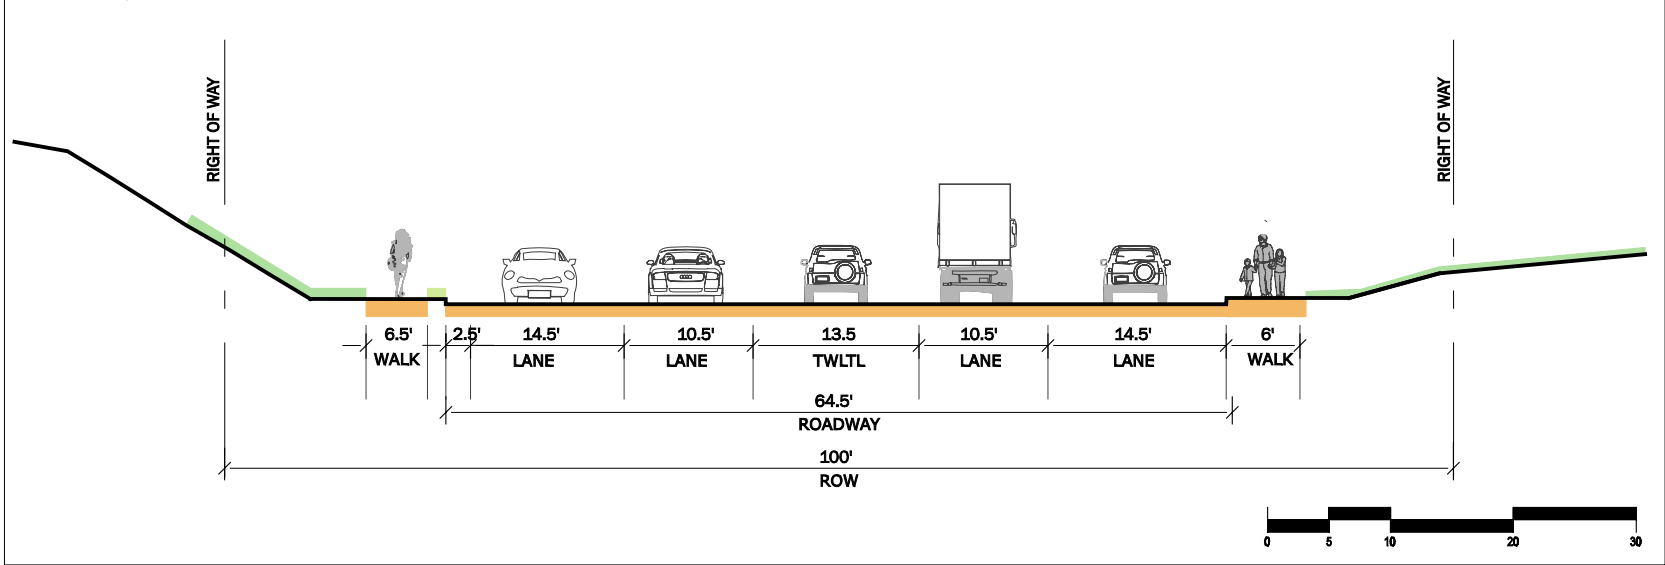 RIGHT OF WAY
RIGHT OF WAY
6.5' 2.5' 14.5' 10.5' 13.5 10.5' 14.5' 6'
WALK LANE LANE TWLTL LANE LANE WALK
64.5'
ROADWAY
100'
ROW
0 5 10 20 30